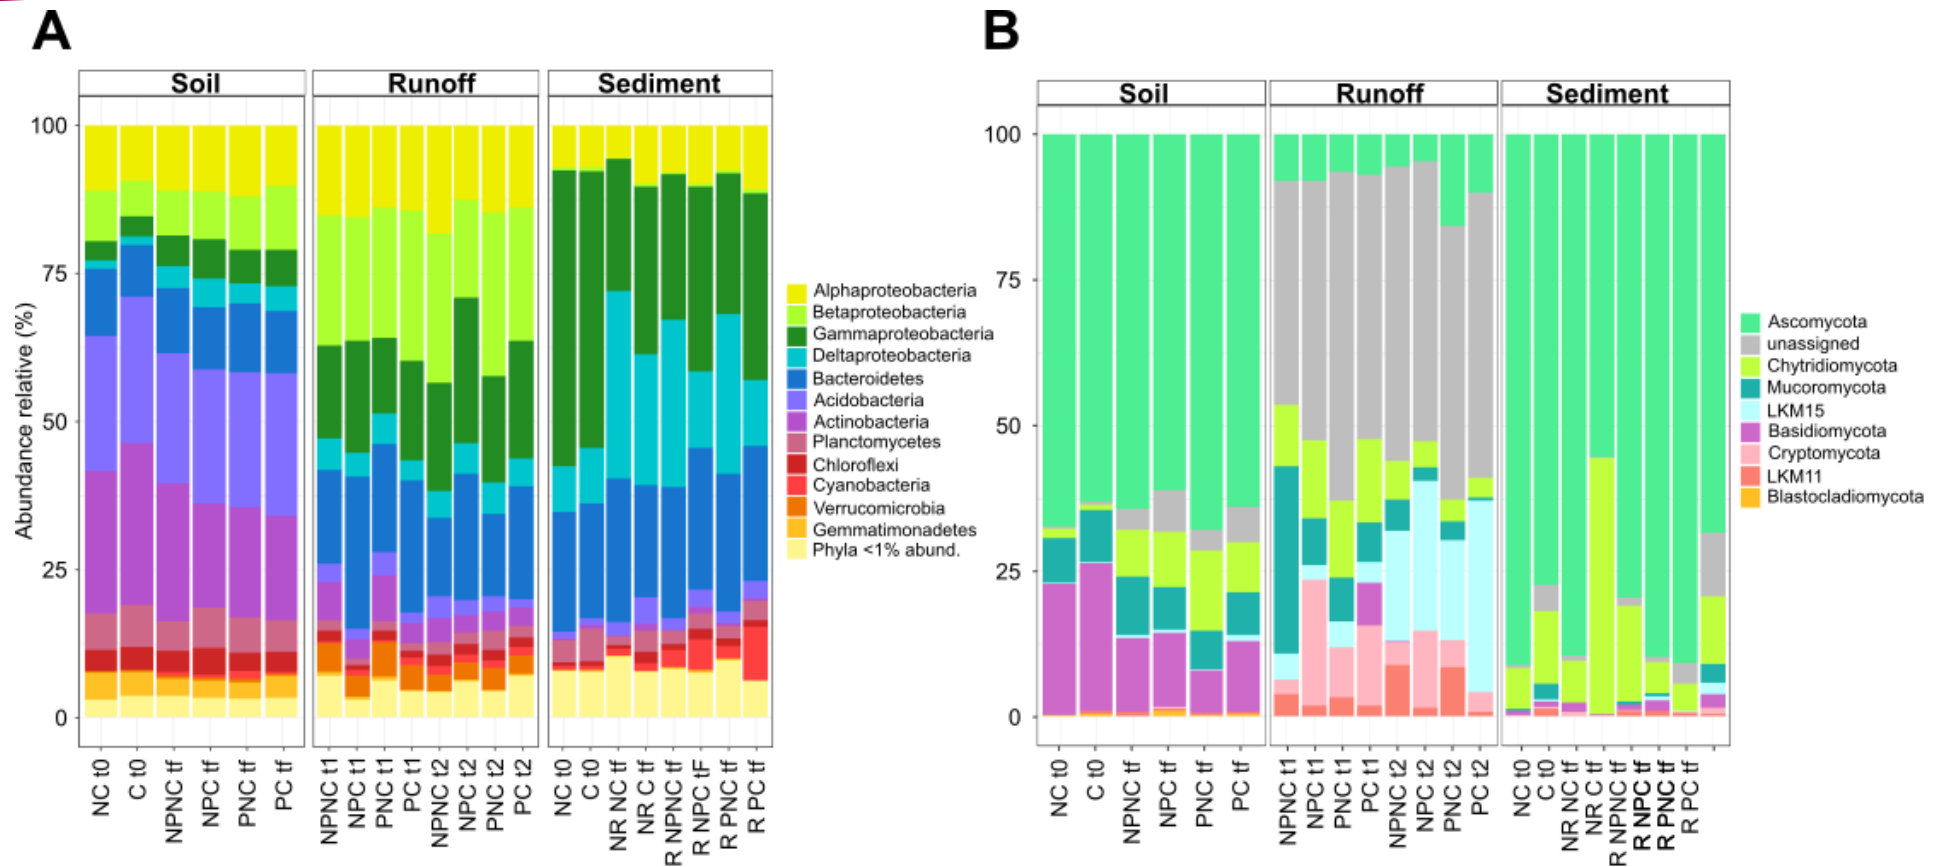 A
B
Soil Runoff Sediment
Soil Runoff Sediment
Abundance relative (%)
100
75
50
25
0
NC t0
C t0
NPNC tf
NPC tf
PNC tf
PC tf
NPNC t1
NPC t1
PNC t1
PC t1
NPNC t2
NPC t2
PNC t2
PC t2
NC t0
C t0
NR NC tf
NR C tf
R NPNC tf
R NPC tF
R PNC tf
R PC tf
Alphaproteobacteria
Betaproteobacteria
Gammaproteobacteria
Deltaproteobacteria
Bacteroidetes
Acidobacteria
Actinobacteria
Planctomycetes
Chloroflexi
Cyanobacteria
Verrucomicrobia
Gemmatimonadetes
Phyla <1% abund.
100
75
50
25
0
NC t0
C t0
NPNC tf
NPC tf
PNC tf
PC tf
NPNC t1
NPC t1
PNC t1
PC t1
NPNC t2
NPC t2
PNC t2
PC t2
NC t0
C t0
NR NC tf
NR C tf
R NPNC tf
R NPC tf
R PNC tf
R PC tf
Ascomycota
unassigned
Chytridiomycota
Mucoromycota
LKM15
Basidiomycota
Cryptomycota
LKM11
Blastocladiomycota